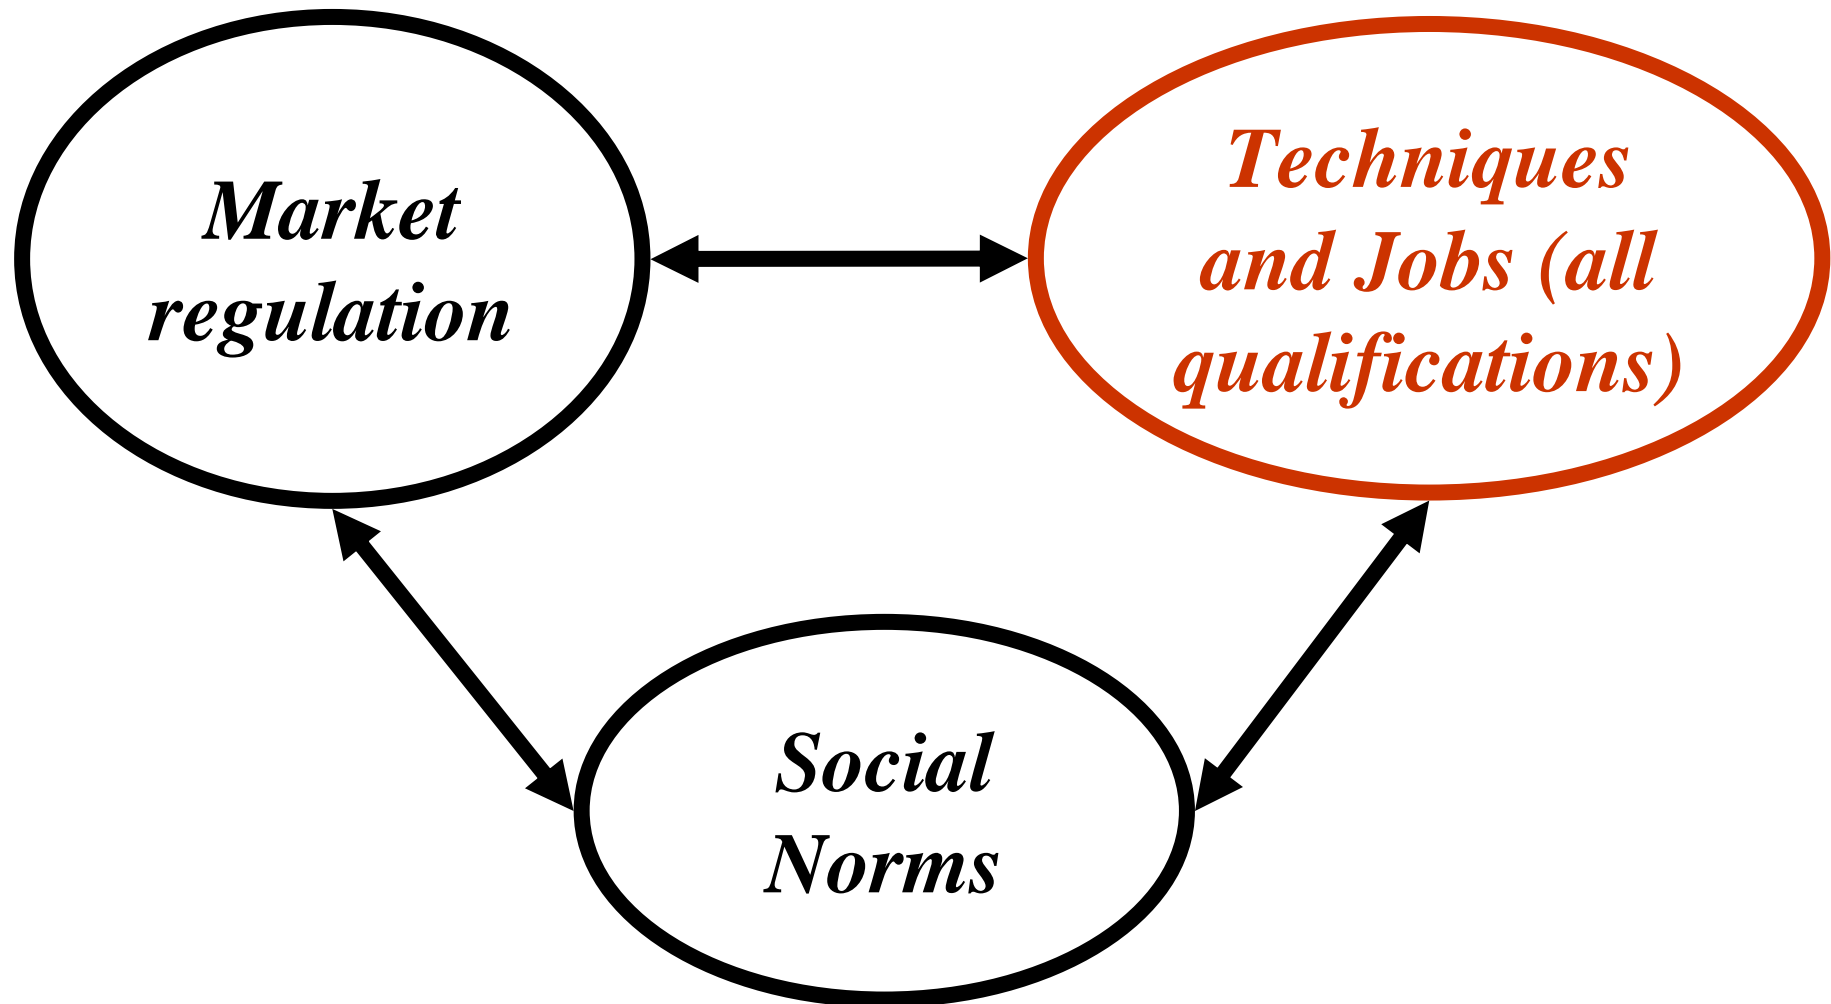 Market
regulation
Techniques
and Jobs (all
qualifications)
Social
Norms